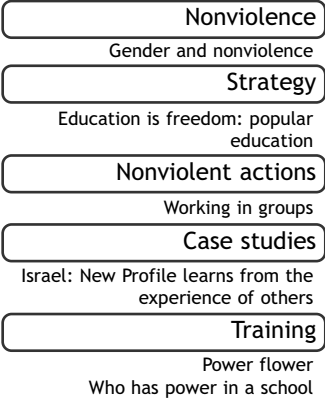 Nonviolence
Gender and nonviolence
Strategy
Education is freedom: popular
education
Nonviolent actions
Working in groups
Case studies
Israel: New Profile learns from the
experience of others
Training
Power flower
Who has power in a school